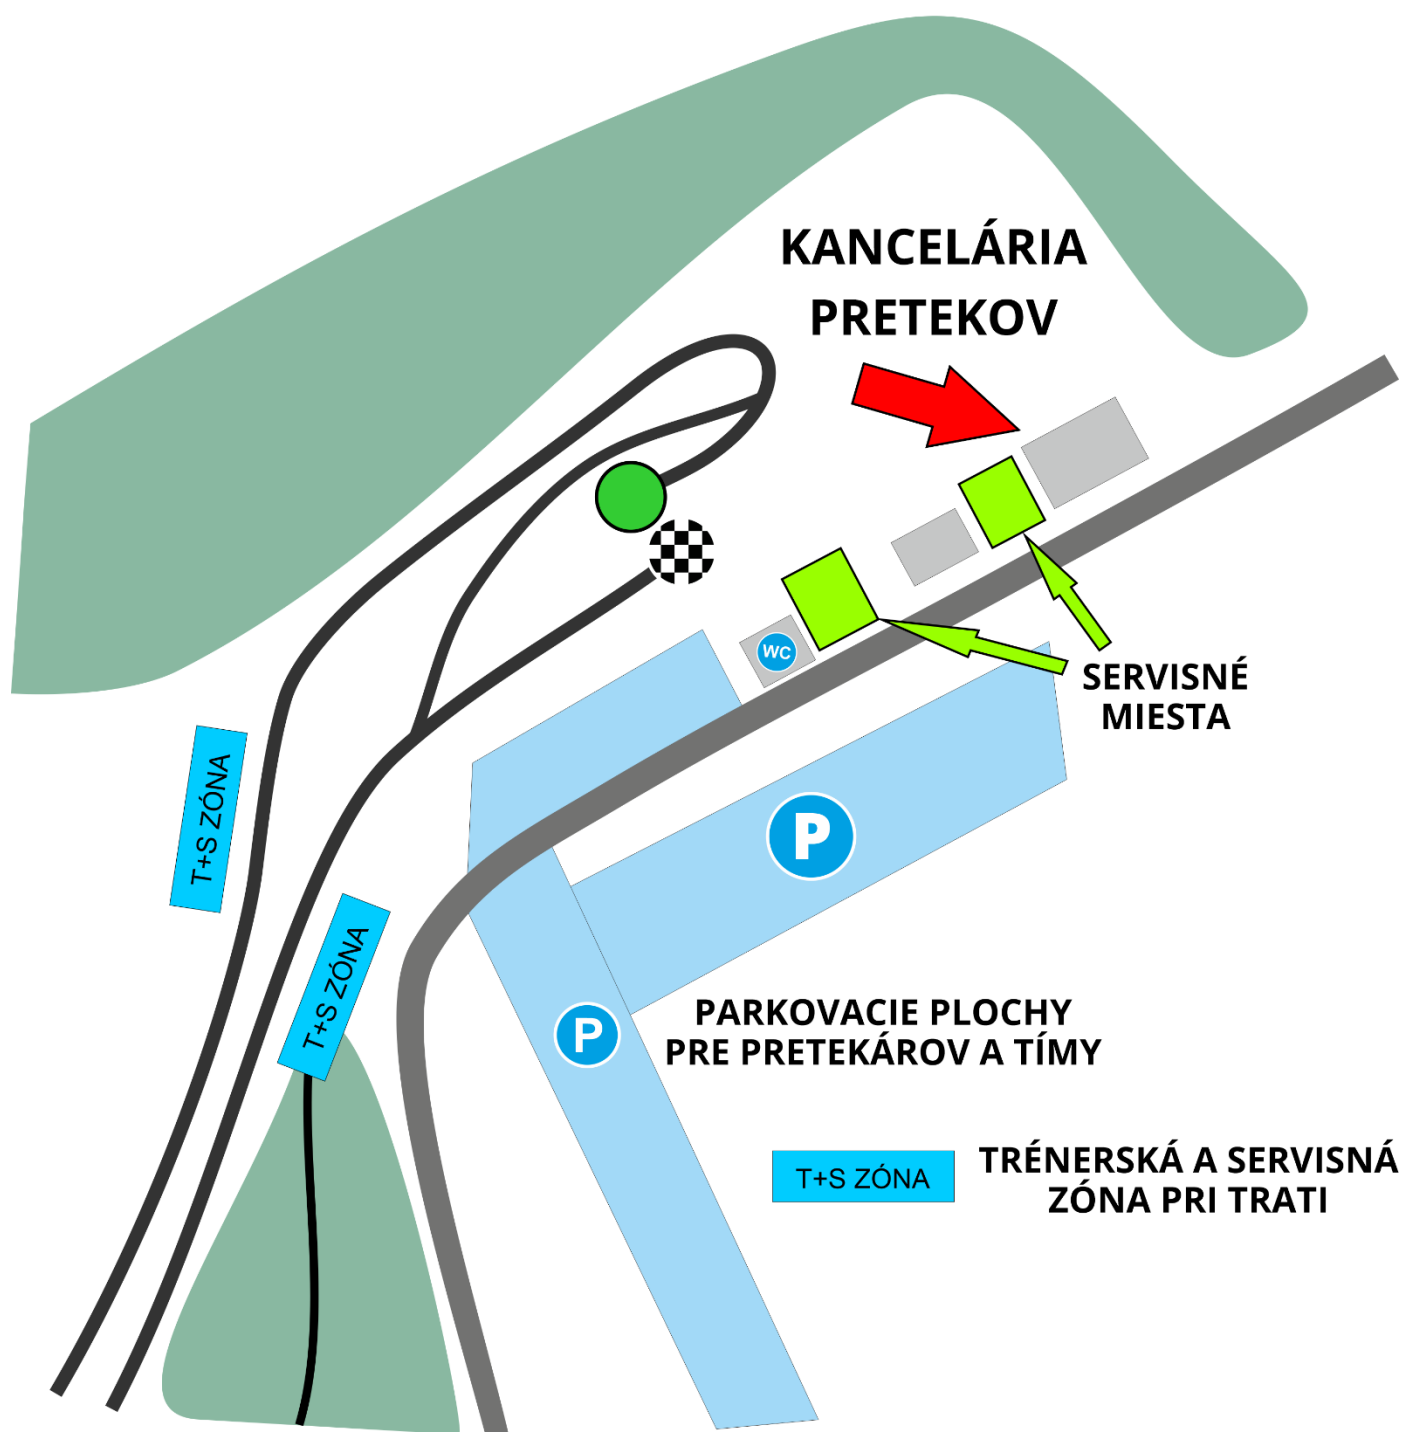 KANCELÁRIA
PRETEKOV
WC
SERVISNÉ
MIESTA
T+S ZÓNA
P
T+S ZÓNA
P
PARKOVACIE PLOCHY
PRE PRETEKÁROV A TÍMY
T+S ZÓNA
TRÉNERSKÁ A SERVISNÁ
ZÓNA PRI TRATI